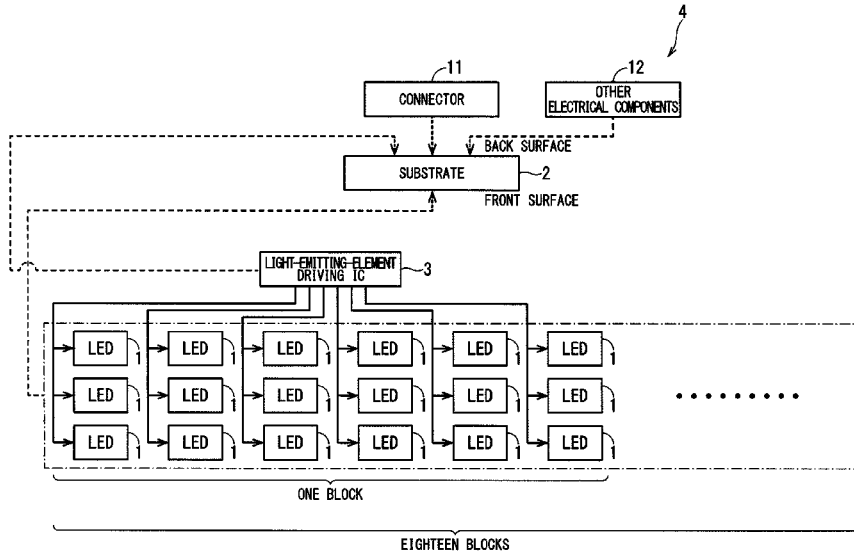 4
11
12
CONNECTOR
OTHER
ELECTRICAL COMPONENTS
BACK SURFACE
SUBSTRATE
2
FRONT SURFACE
LIGHT-EMITTING-ELEMENT
DRIVING IC
3
LED 1 LED 1 LED 1 LED 1 LED 1 LED 1
LED 1 LED 1 LED 1 LED 1 LED 1 LED 1
LED 1 LED 1 LED 1 LED 1 LED 1 LED 1
ONE BLOCK
EIGHTEEN BLOCKS